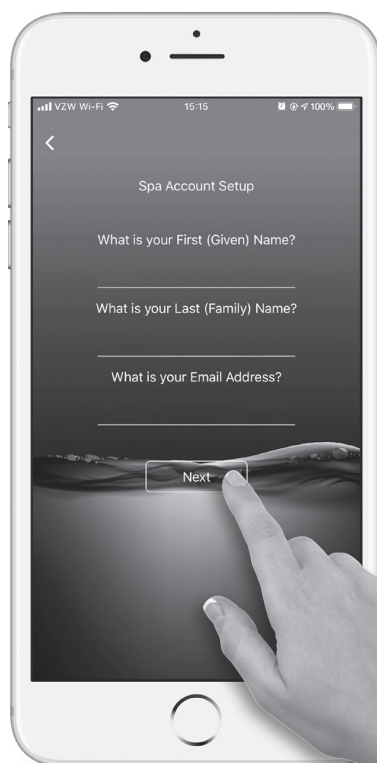 VZW Wi-Fi 15:15 100%
Spa Account Setup
What is your First (Given) Name?
What is your Last (Family) Name?
What is your Email Address?
Next